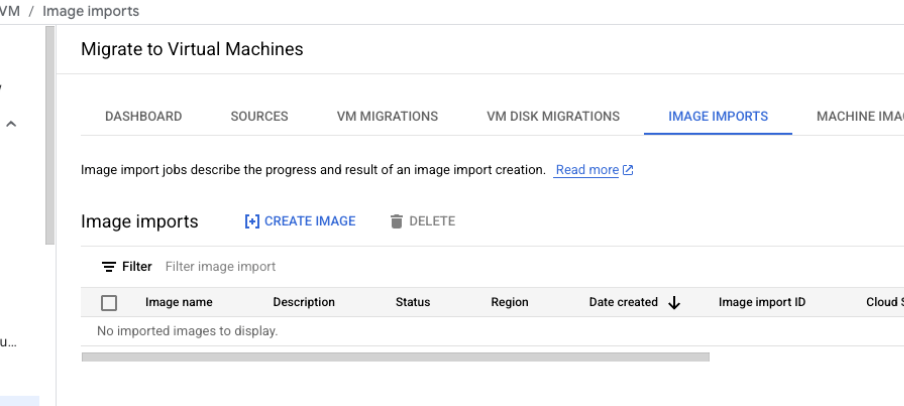 VM / Image imports
Migrate to Virtual Machines
DASHBOARD SOURCES VM MIGRATIONS VM DISK MIGRATIONS IMAGE IMPORTS MACHINE IMA
Image import jobs describe the progress and result of an image import creation. Read more
Image imports [+] CREATE IMAGE DELETE
Filter Filter image import
Image name Description Status Region Date created Image import ID Cloud S
No imported images to display.
u...